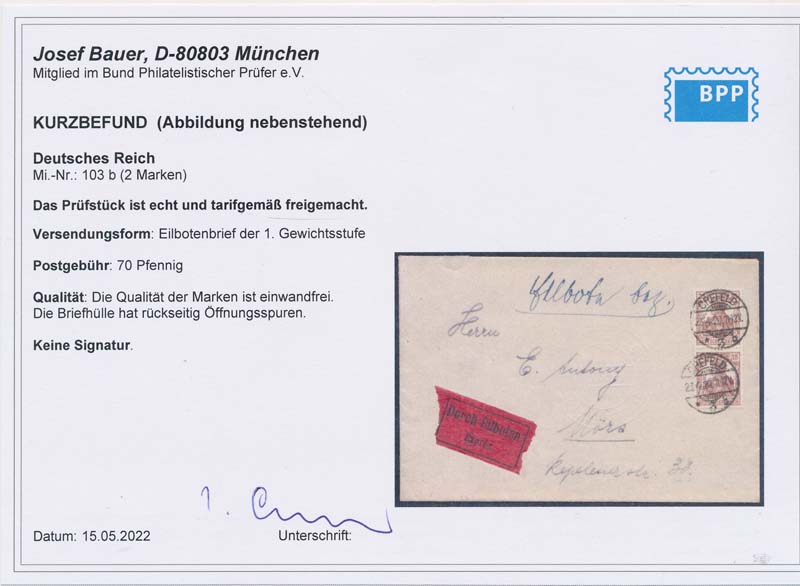 Josef Bauer, D-80803 München
Mitglied im Bund Philatelistischer Prüfer e.V.
BPP
KURZBEFUND (Abbildung nebenstehend)
Deutsches Reich
Mi.-Nr.: 103 b (2 Marken)
Das Prüfstück ist echt und tarifgemäß freigemacht.
Versendungsform: Eilbotenbrief der 1. Gewichtsstufe
Postgebühr: 70 Pfennig
Qualität: Die Qualität der Marken ist einwandfrei.
Die Briefhülle hat rückseitig Öffnungsspuren.
Keine Signatur.
Eilbote bez.
CREFELD
Herrn
E. Antony
CREFELD
Durch Eilboten
Mörs
Datum: 15.05.2022
Unterschrift: